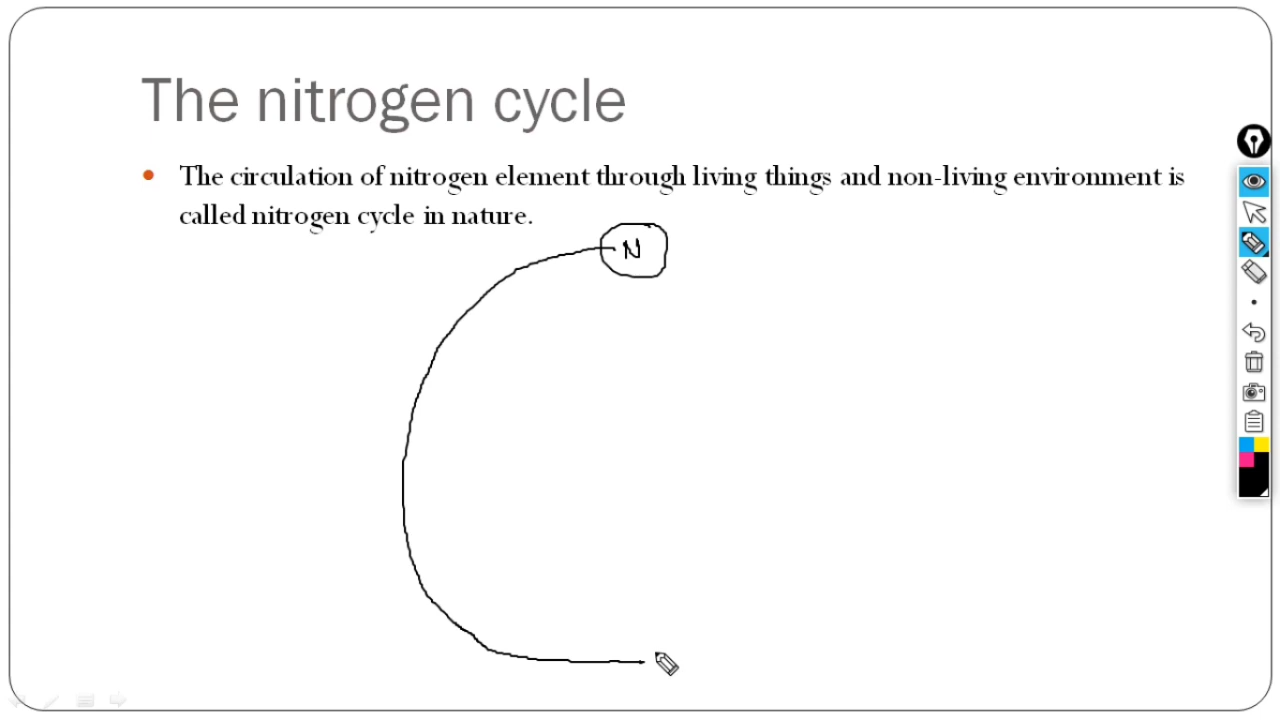 The nitrogen cycle
The circulation of nitrogen element through living things and non-living environment is
called nitrogen cycle in nature.
N